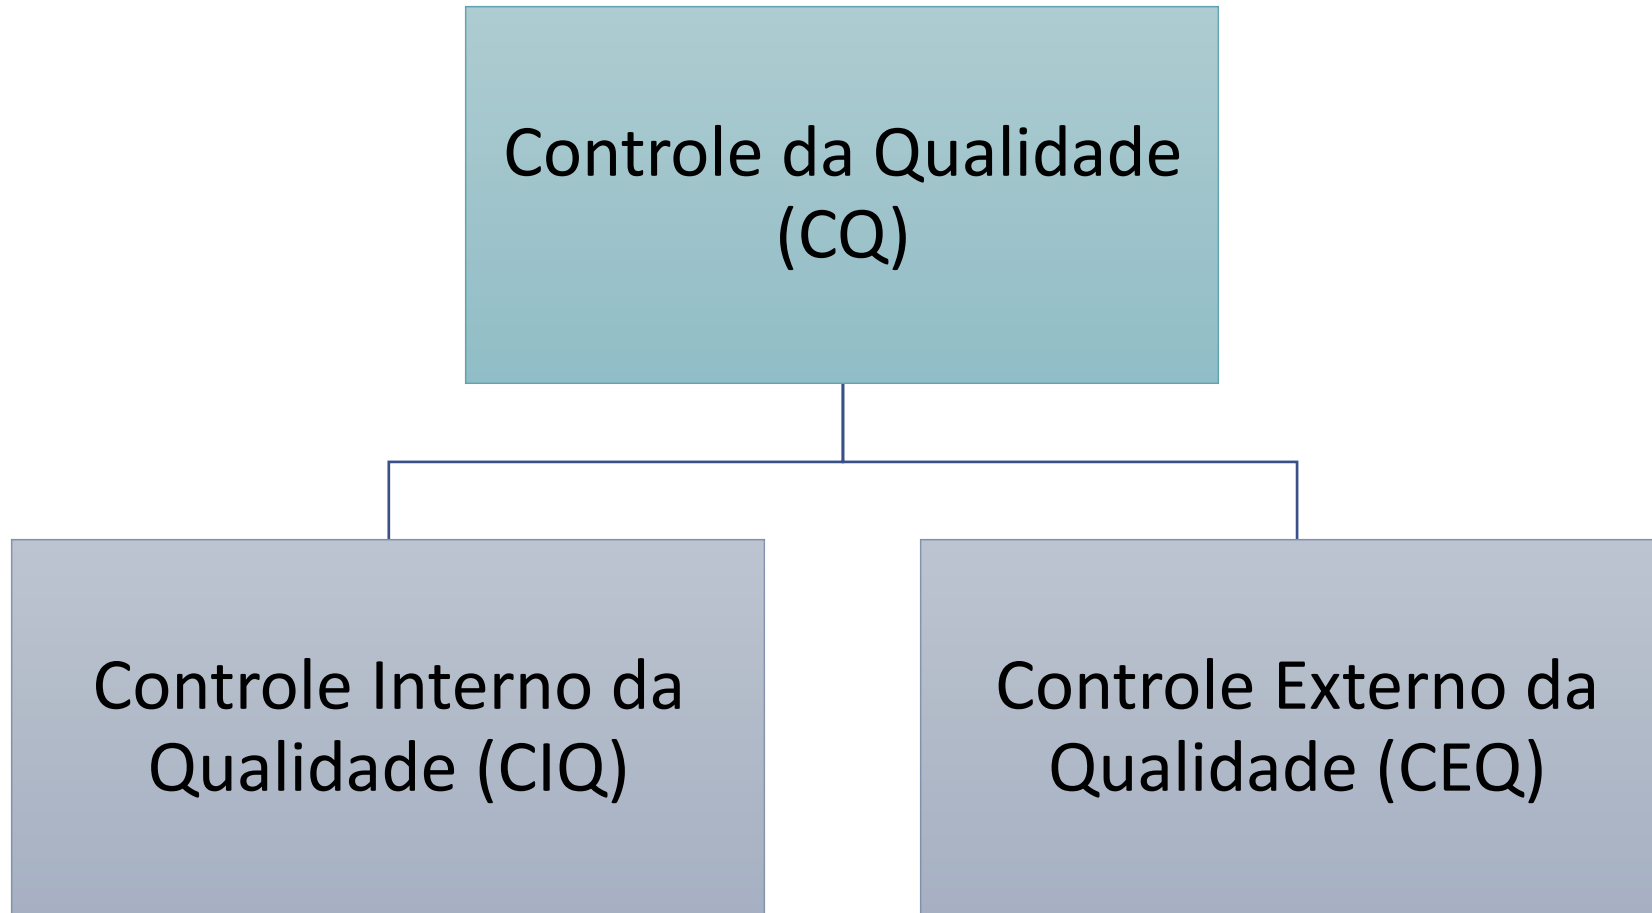 Controle da Qualidade
(CQ)
Controle Interno da
Qualidade (CIQ)
Controle Externo da
Qualidade (CEQ)